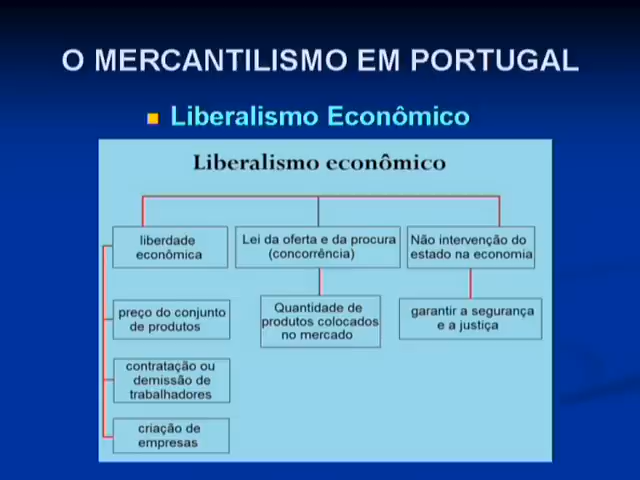 O MERCANTILISMO EM PORTUGAL
Liberalismo Econômico
Liberalismo econômico
liberdade
econômica
Lei da oferta e da procura
(concorrência)
Não intervenção do
estado na economia
preço do conjunto
de produtos
Quantidade de
produtos colocados
no mercado
garantir a segurança
e a justiça
contratação ou
demissão de
trabalhadores
criação de
empresas